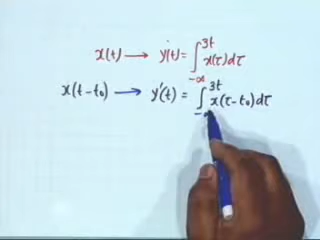 x(t) → y(t) = ∫_{-∞}^{3t} x(τ)dτ
x(t-t₀) → y'(t) = ∫_{-∞}^{3t} x(τ-t₀)dτ